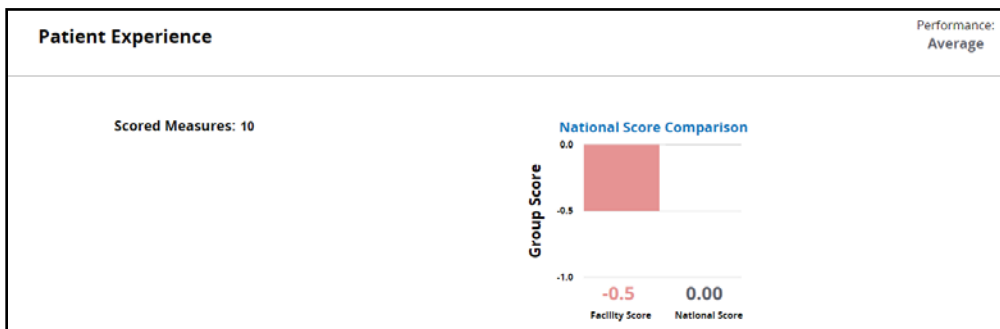 Patient Experience
Performance:
Average
Scored Measures: 10
National Score Comparison
0.0
Group Score
-0.5
-1.0
-0.5
0.00
Facility Score
National Score